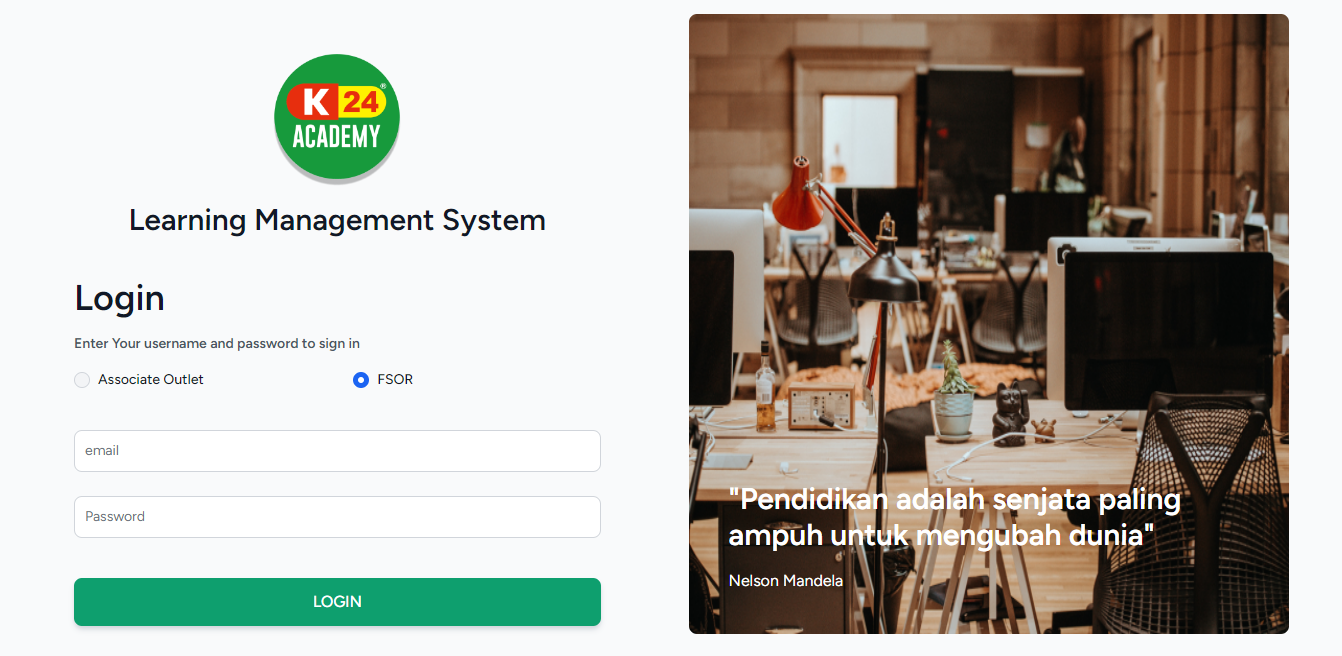 K 24 ®
ACADEMY
Learning Management System
Login
Enter Your username and password to sign in
Associate Outlet
FSOR
email
Password
LOGIN
"Pendidikan adalah senjata paling
ampuh untuk mengubah dunia"
Nelson Mandela